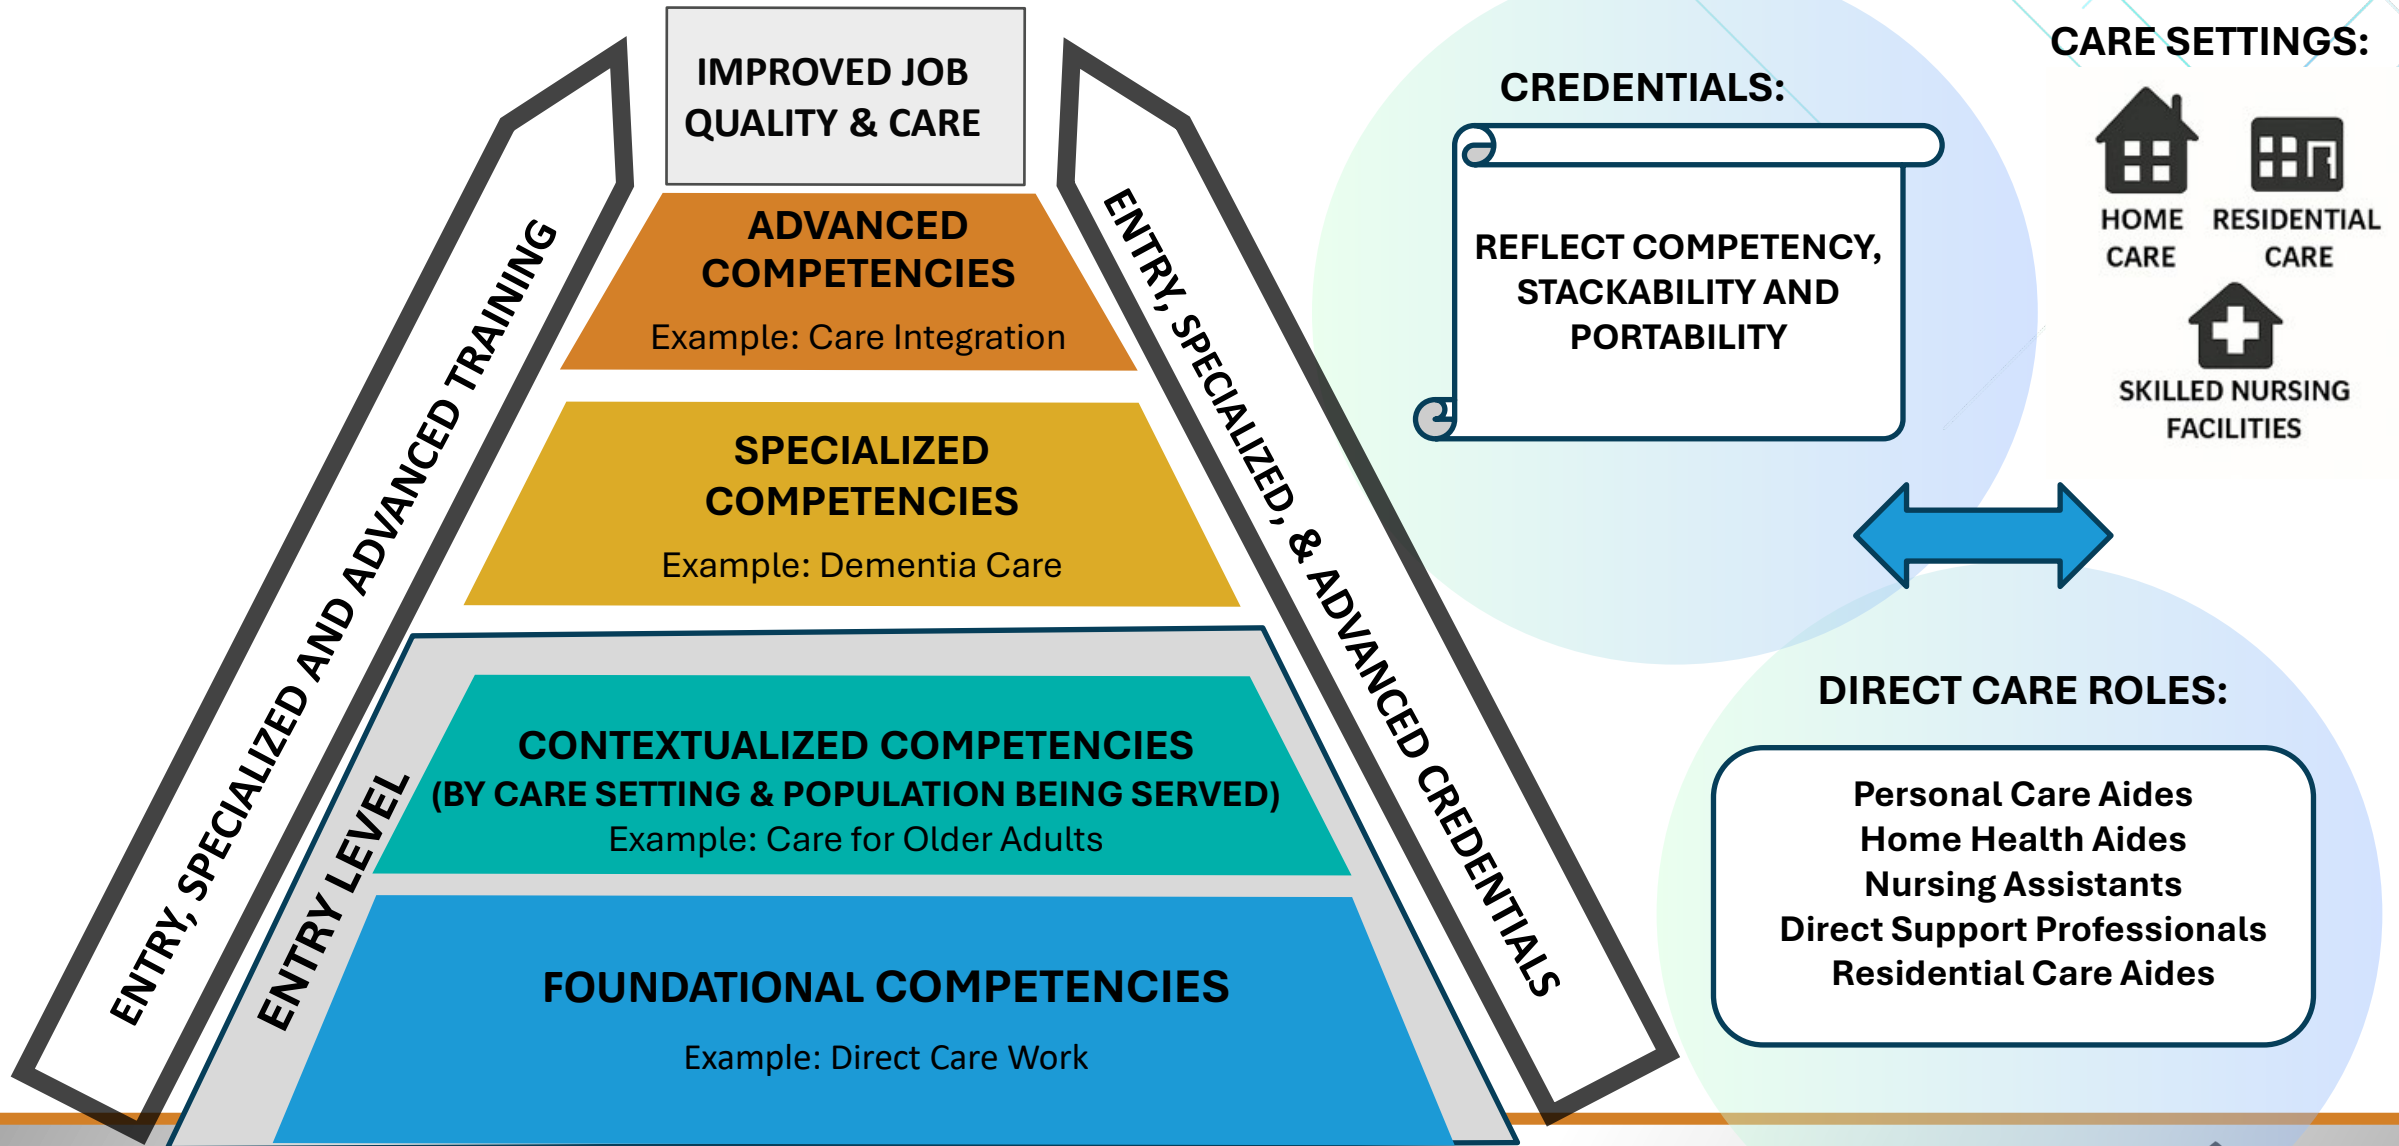 IMPROVED JOB
QUALITY & CARE
ADVANCED
COMPETENCIES
Example: Care Integration
SPECIALIZED
COMPETENCIES
Example: Dementia Care
CONTEXTUALIZED COMPETENCIES
(BY CARE SETTING & POPULATION BEING SERVED)
Example: Care for Older Adults
FOUNDATIONAL COMPETENCIES
Example: Direct Care Work
ENTRY LEVEL
ENTRY, SPECIALIZED AND ADVANCED TRAINING
ENTRY, SPECIALIZED, & ADVANCED CREDENTIALS
CREDENTIALS:
REFLECT COMPETENCY,
STACKABILITY AND
PORTABILITY
CARE SETTINGS:
HOME
CARE
RESIDENTIAL
CARE
SKILLED NURSING
FACILITIES
DIRECT CARE ROLES:
Personal Care Aides
Home Health Aides
Nursing Assistants
Direct Support Professionals
Residential Care Aides